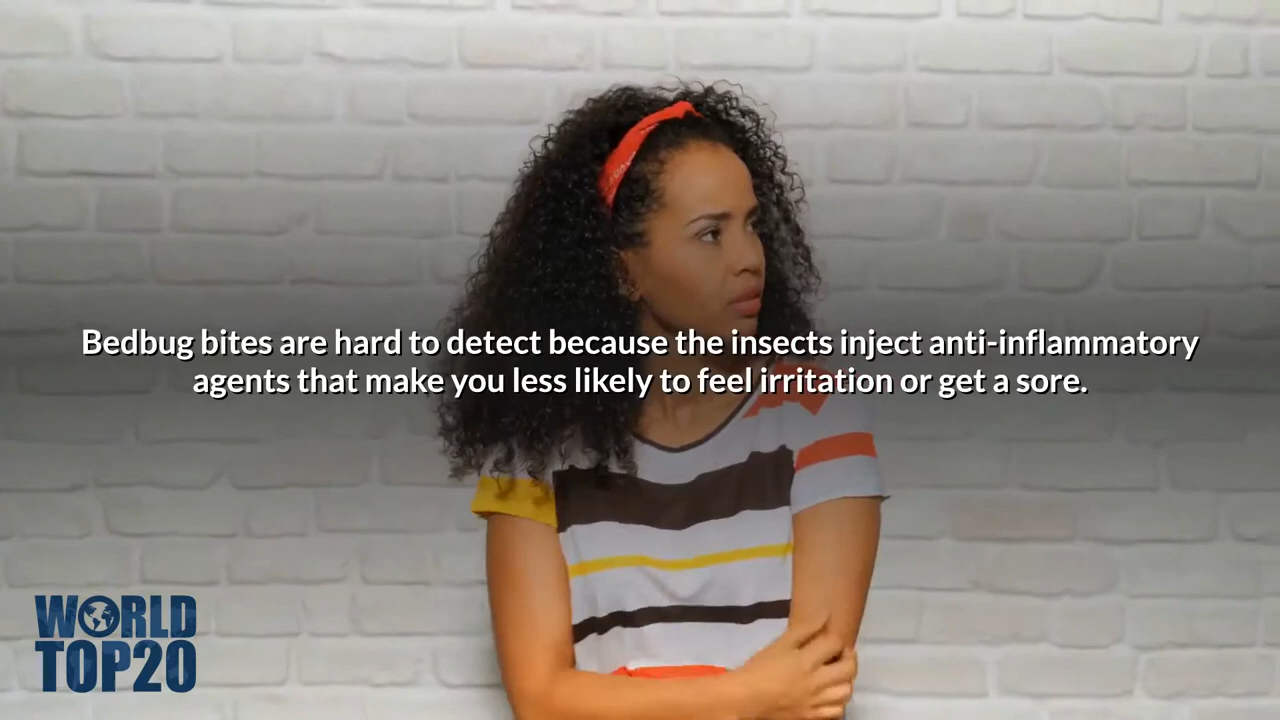 Bedbug bites are hard to detect because the insects inject anti-inflammatory
agents that make you less likely to feel irritation or get a sore.
WORLD
TOP20